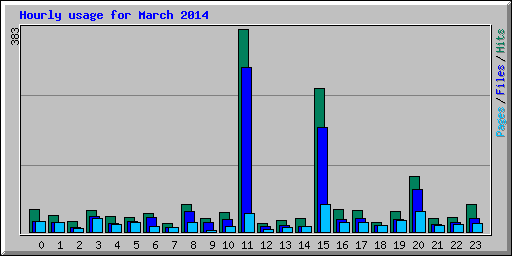 Hourly usage for March 2014
383
Pages / Files / Hits
0 1 2 3 4 5 6 7 8 9 10 11 12 13 14 15 16 17 18 19 20 21 22 23